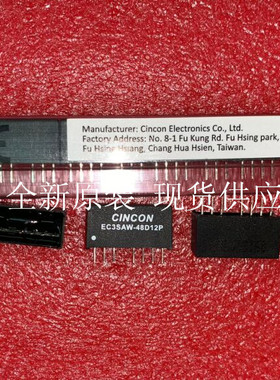 Manufacturer: Cincon Electronics Co., Ltd.
Factory Address: No. 8-1 Fu Kung Rd. Fu Hsing park,
Fu Hsing Hsiang, Chang Hua Hsien, Taiwan.
全新原装 现货供应
CINCON
EC3SAW-48D12P